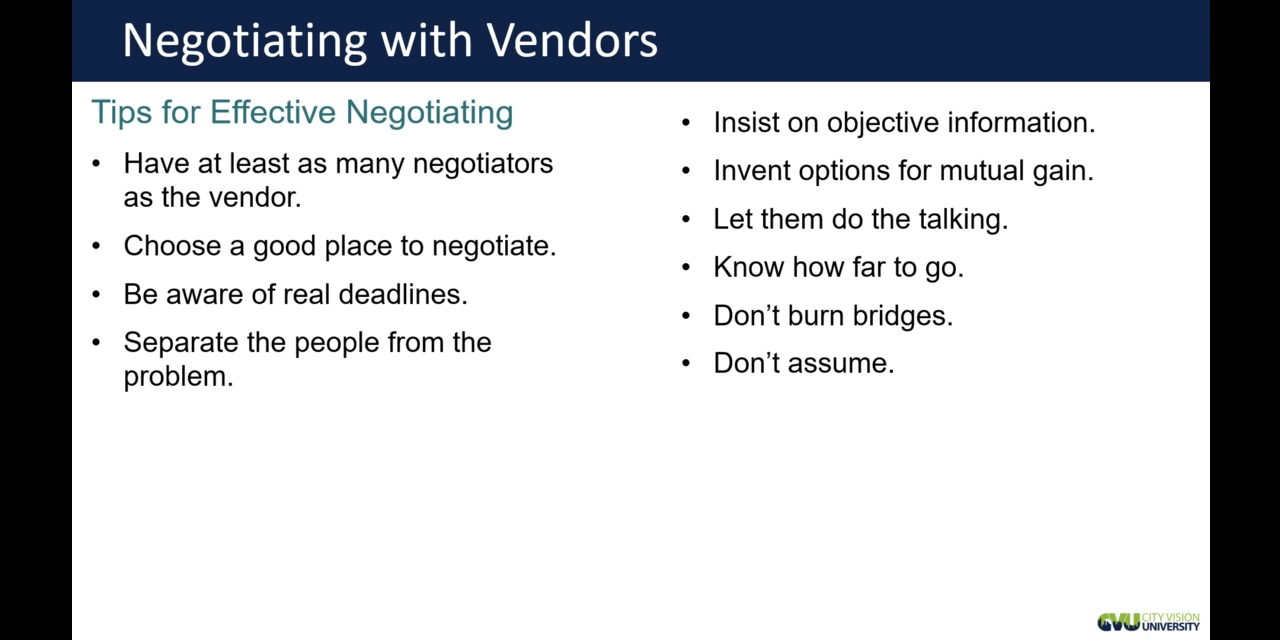 Negotiating with Vendors
Tips for Effective Negotiating
• Have at least as many negotiators
as the vendor.
• Choose a good place to negotiate.
• Be aware of real deadlines.
• Separate the people from the
problem.
• Insist on objective information.
• Invent options for mutual gain.
• Let them do the talking.
• Know how far to go.
• Don’t burn bridges.
• Don’t assume.
CVU CITY VISION
UNIVERSITY